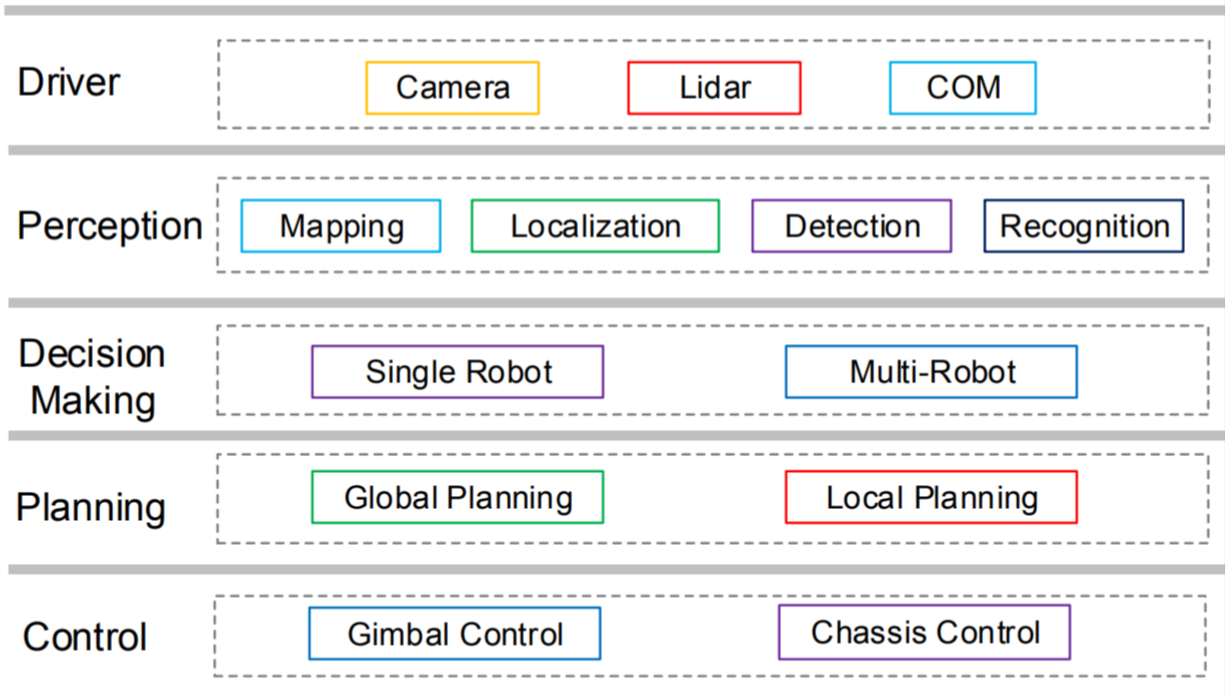 Driver
Camera
Lidar
COM
Perception
Mapping
Localization
Detection
Recognition
Decision
Making
Single Robot
Multi-Robot
Planning
Global Planning
Local Planning
Control
Gimbal Control
Chassis Control